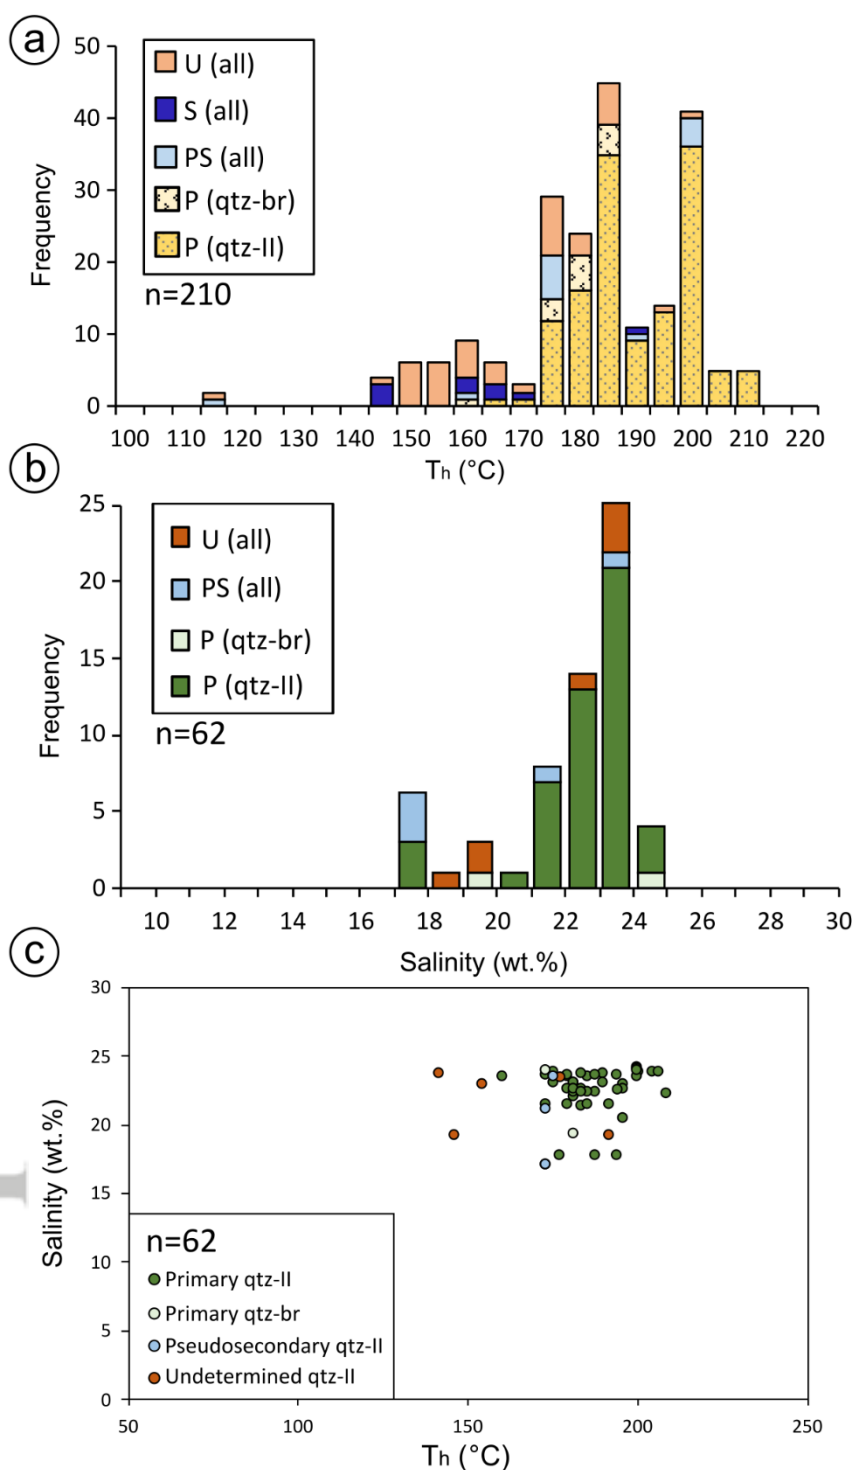 a
50
40
30
20
10
0
Frequency
U (all)
S (all)
PS (all)
P (qtz-br)
P (qtz-II)
n=210
100 110 120 130 140 150 160 170 180 190 200 210 220
Th (°C)
b
25
20
15
10
5
0
Frequency
U (all)
PS (all)
P (qtz-br)
P (qtz-II)
n=62
10 12 14 16 18 20 22 24 26 28 30
Salinity (wt.%)
c
30
25
20
15
10
5
0
Salinity (wt.%)
n=62
Primary qtz-II
Primary qtz-br
Pseudosecondary qtz-II
Undetermined qtz-II
50 100 150 200 250
Th (°C)